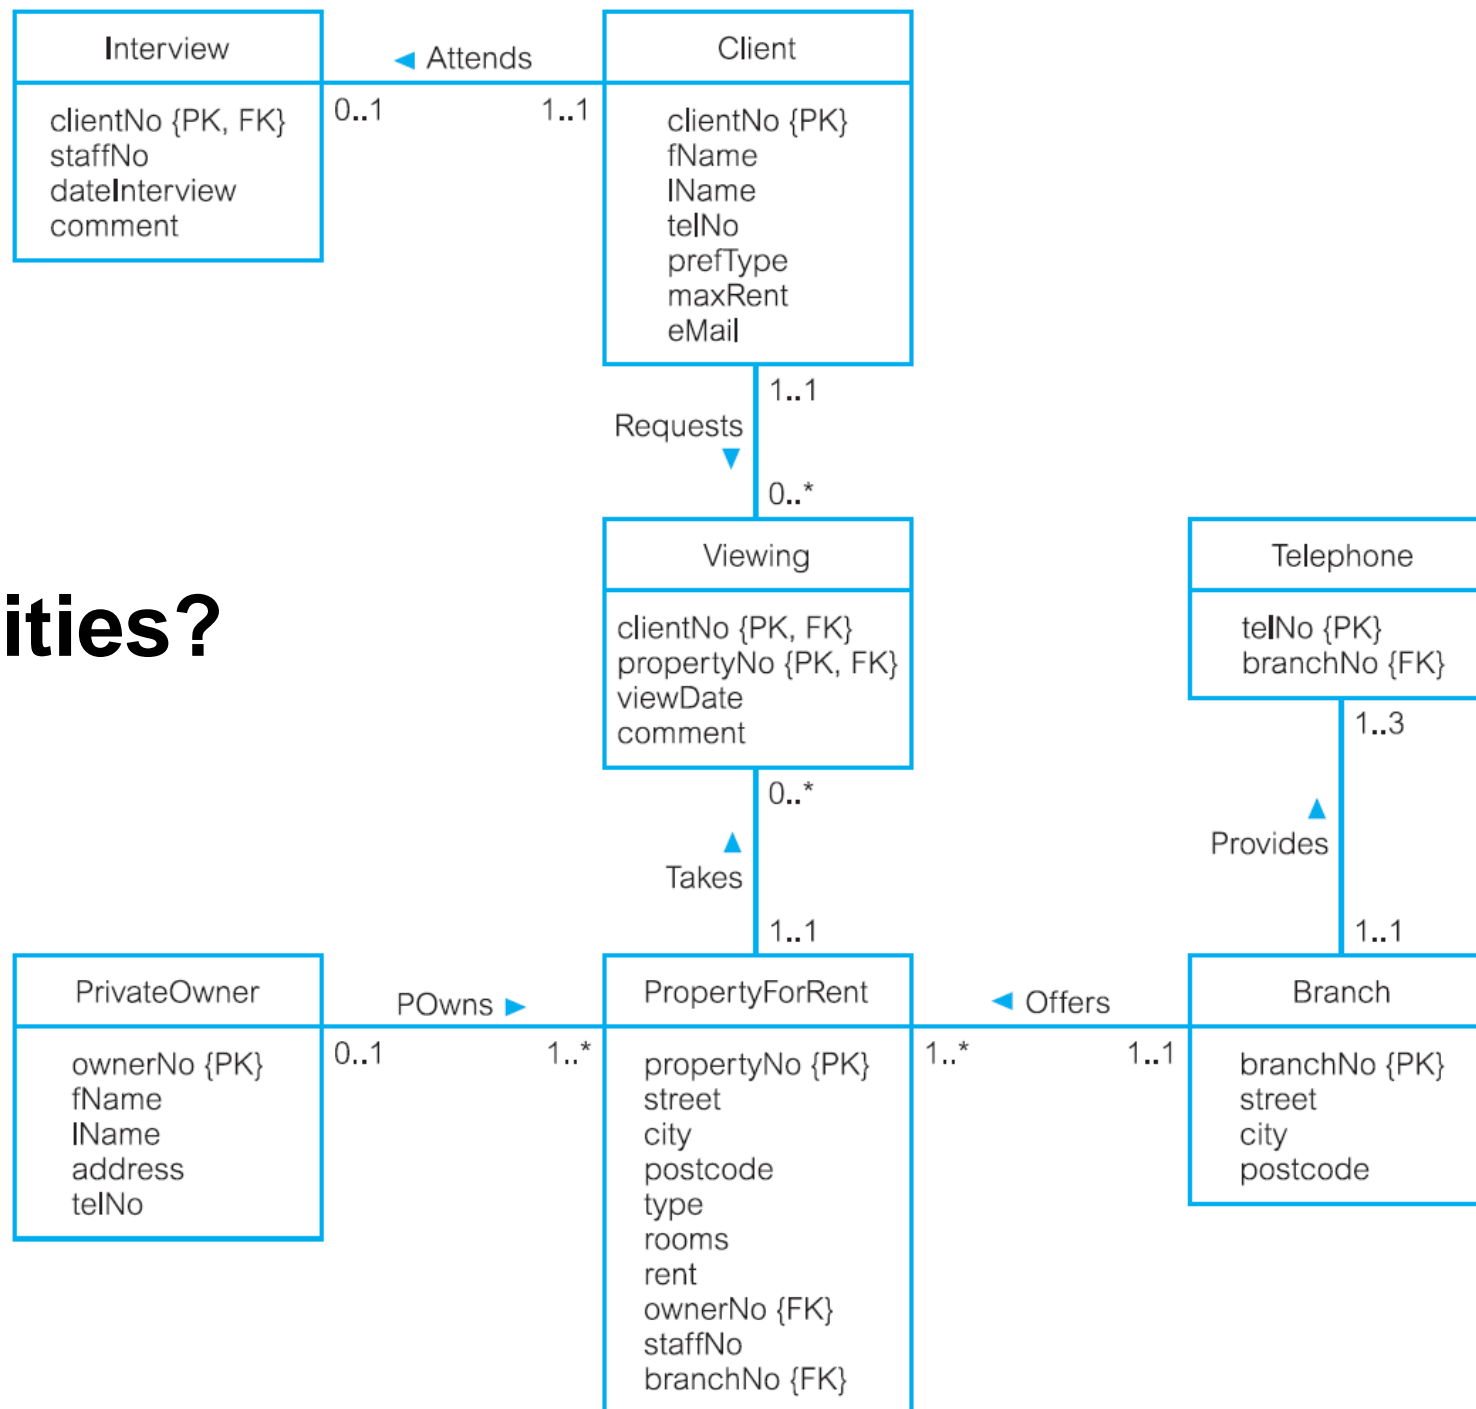 Interview
clientNo {PK, FK}
staffNo
dateInterview
comment
◄ Attends
0..1
1..1
Client
clientNo {PK}
fName
lName
telNo
prefType
maxRent
eMail
1..1
Requests
▼
0..*
ities?
Viewing
clientNo {PK, FK}
propertyNo {PK, FK}
viewDate
comment
0..*
▲
Takes
1..1
Telephone
telNo {PK}
branchNo {FK}
1..3
▲
Provides
1..1
PrivateOwner
ownerNo {PK}
fName
lName
address
telNo
POwns ►
0..1
1..*
PropertyForRent
propertyNo {PK}
street
city
postcode
type
rooms
rent
ownerNo {FK}
staffNo
branchNo {FK}
◄ Offers
1..*
1..1
Branch
branchNo {PK}
street
city
postcode